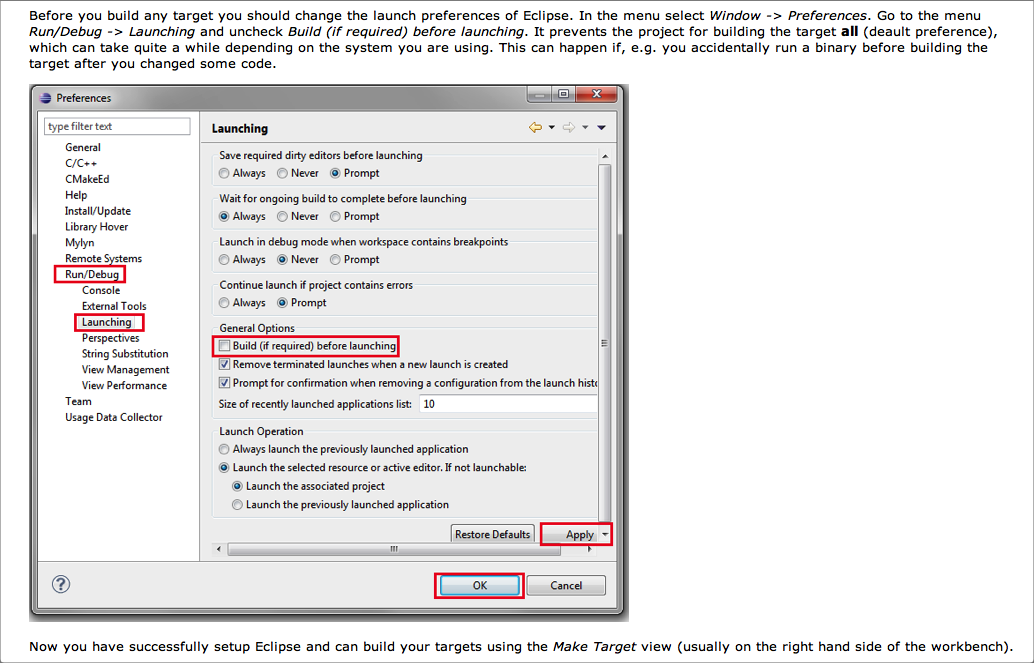 Before you build any target you should change the launch preferences of Eclipse. In the menu select Window -> Preferences. Go to the menu
Run/Debug -> Launching and uncheck Build (if required) before launching. It prevents the project for building the target all (deault preference),
which can take quite a while depending on the system you are using. This can happen if, e.g. you accidentally run a binary before building the
target after you changed some code.
Preferences
type filter text
General
C/C++
CMakeEd
Help
Install/Update
Library Hover
Mylyn
Remote Systems
Run/Debug
Console
External Tools
Launching
Perspectives
String Substitution
View Management
View Performance
Team
Usage Data Collector
Launching
Save required dirty editors before launching
Always Never Prompt
Wait for ongoing build to complete before launching
Always Never Prompt
Launch in debug mode when workspace contains breakpoints
Always Never Prompt
Continue launch if project contains errors
Always Prompt
General Options
Build (if required) before launching
Remove terminated launches when a new launch is created
Prompt for confirmation when removing a configuration from the launch histo
Size of recently launched applications list: 10
Launch Operation
Always launch the previously launched application
Launch the selected resource or active editor. If not launchable:
Launch the associated project
Launch the previously launched application
Restore Defaults Apply
? OK Cancel
Now you have successfully setup Eclipse and can build your targets using the Make Target view (usually on the right hand side of the workbench).